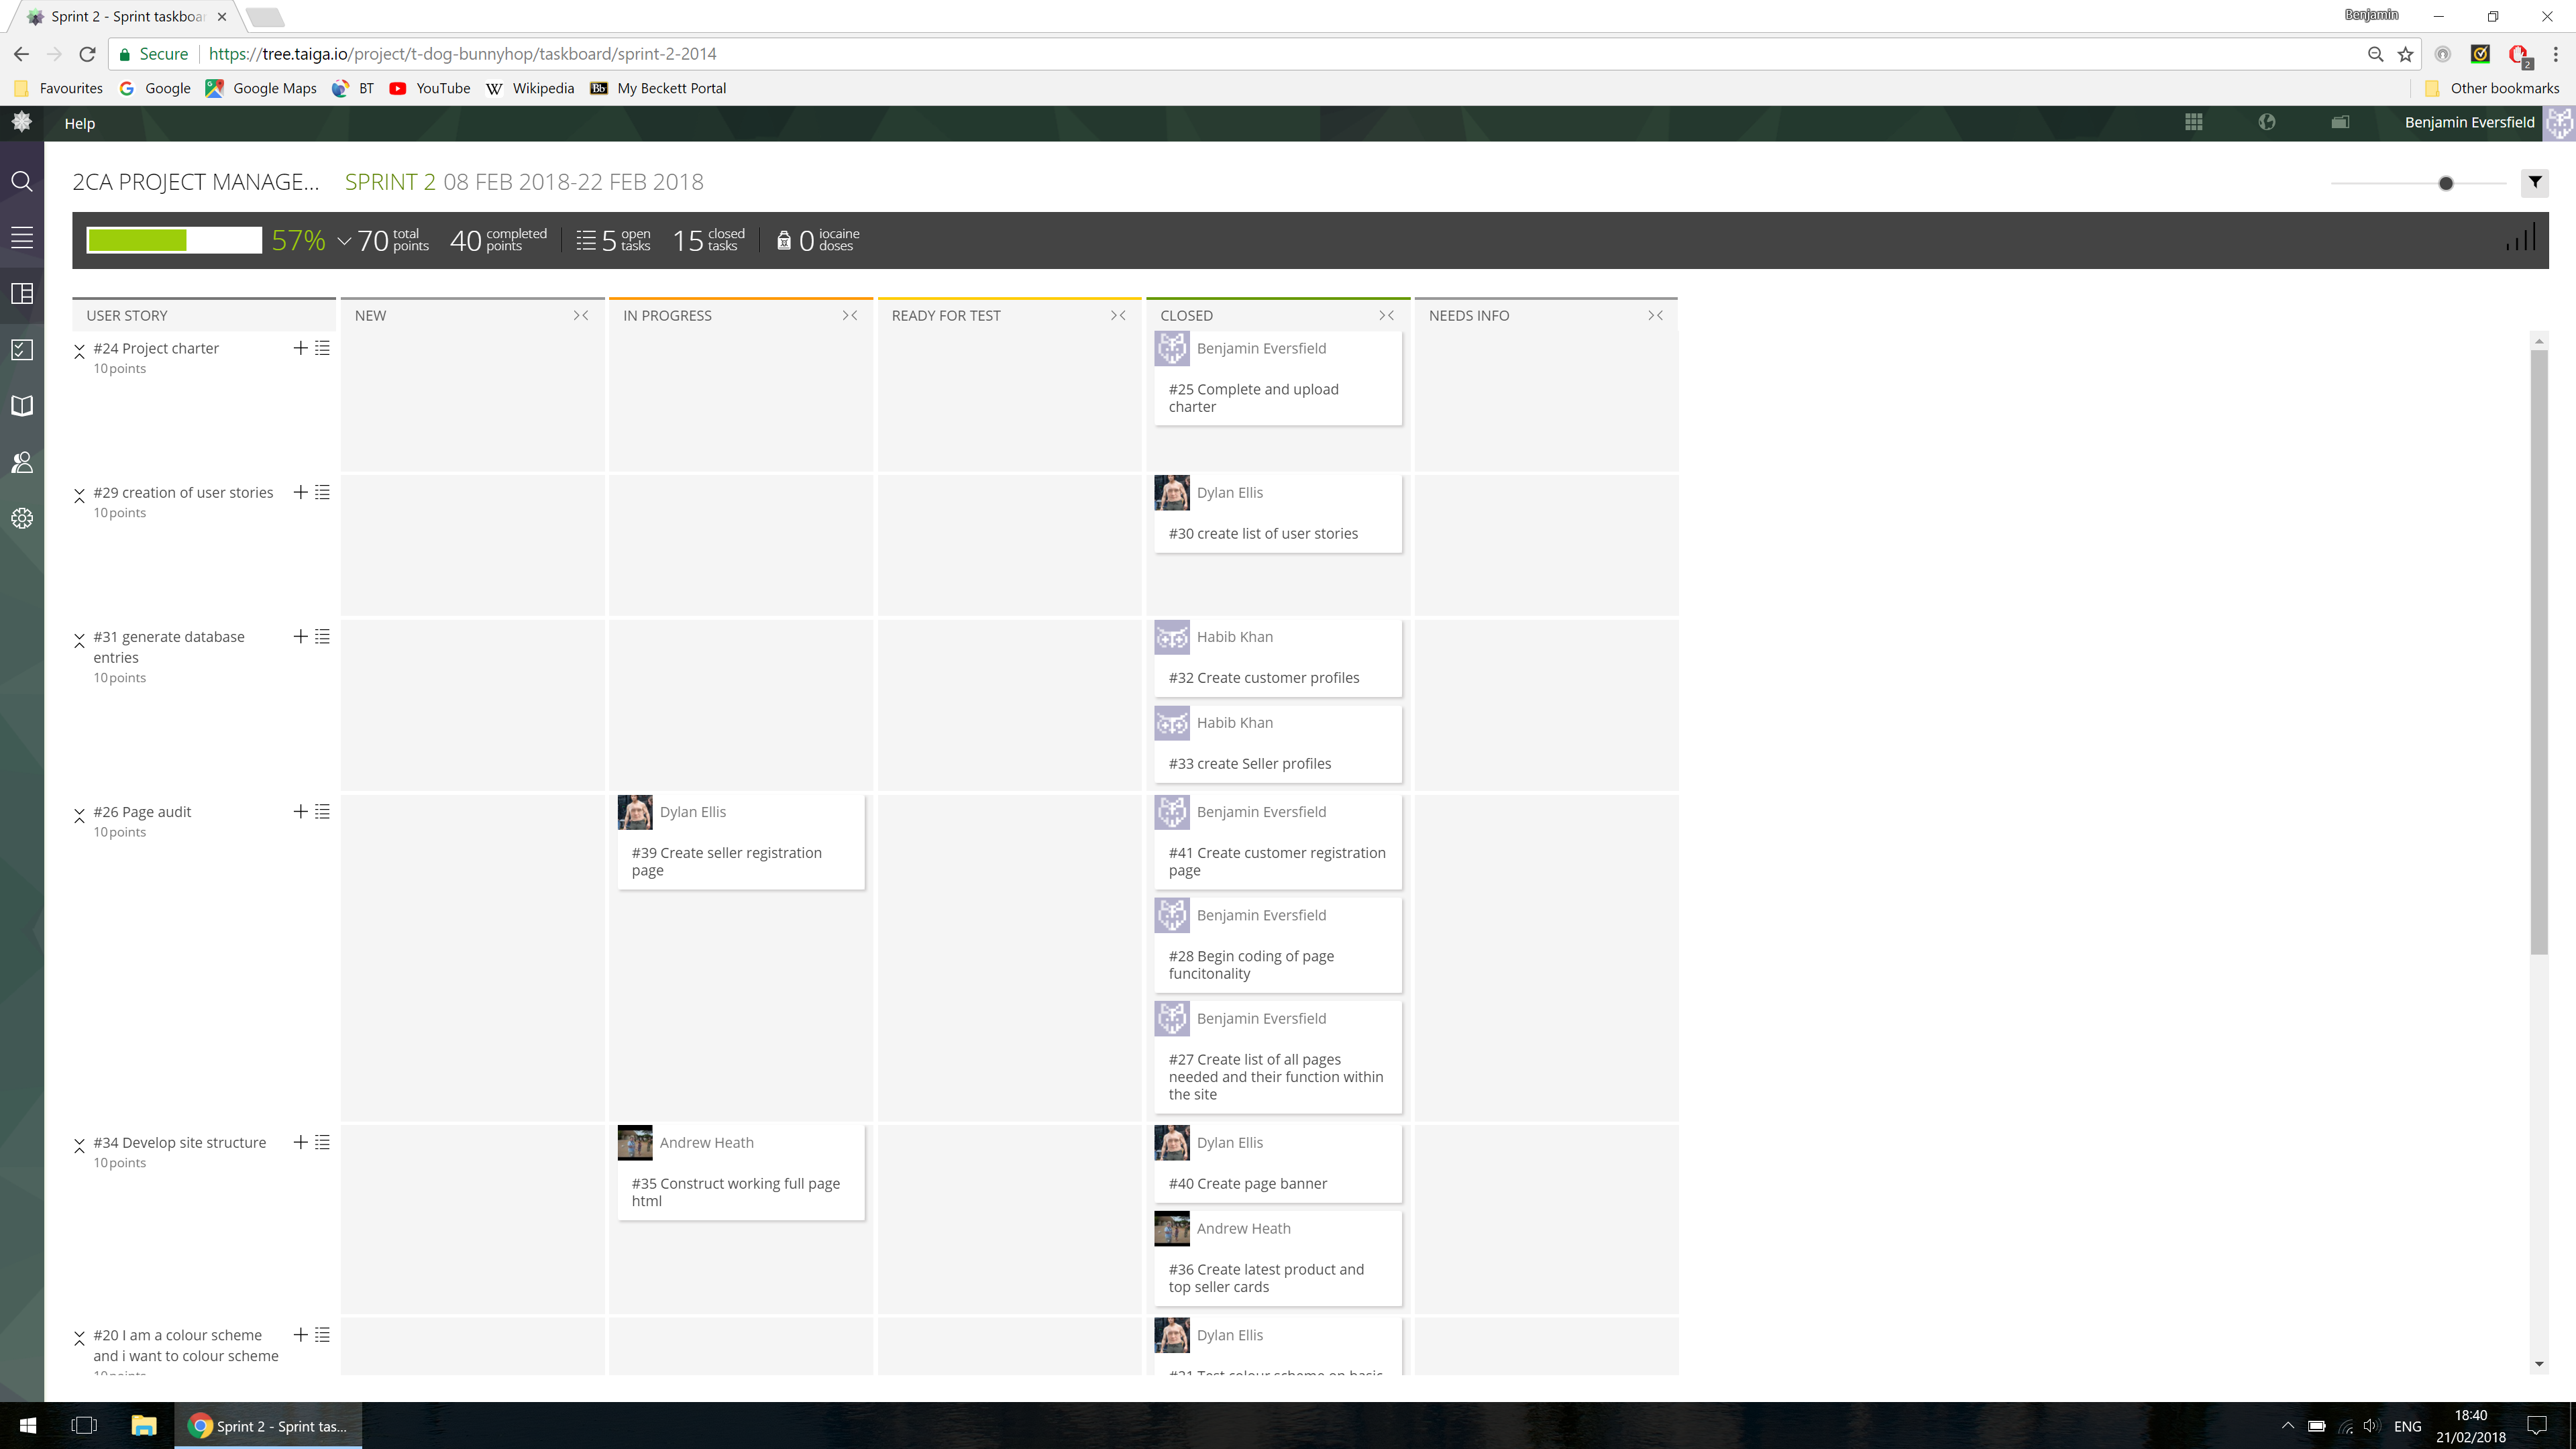 Sprint 2 - Sprint taskboar
Benjamin
Secure
https://tree.taiga.io/project/t-dog-bunnyhop/taskboard/sprint-2-2014
2
Favourites Google Google Maps BT YouTube W Wikipedia Bb My Beckett Portal Other bookmarks
Help Benjamin Eversfield
2CA PROJECT MANAGE... SPRINT 2 08 FEB 2018-22 FEB 2018
57% 70 total points 40 completed points 5 open tasks 15 closed tasks 0 iocaine doses
USER STORY NEW IN PROGRESS READY FOR TEST CLOSED NEEDS INFO
#24 Project charter
10 points
Benjamin Eversfield
#25 Complete and upload
charter
#29 creation of user stories
10 points
Dylan Ellis
#30 create list of user stories
#31 generate database
entries
10 points
Habib Khan
#32 Create customer profiles
Habib Khan
#33 create Seller profiles
#26 Page audit
10 points
Dylan Ellis
#39 Create seller registration
page
Benjamin Eversfield
#41 Create customer registration
page
Benjamin Eversfield
#28 Begin coding of page
funcitonality
Benjamin Eversfield
#27 Create list of all pages
needed and their function within
the site
#34 Develop site structure
10 points
Andrew Heath
#35 Construct working full page
html
Dylan Ellis
#40 Create page banner
Andrew Heath
#36 Create latest product and
top seller cards
#20 I am a colour scheme
and i want to colour scheme
10 points
Dylan Ellis
#21 Test colour scheme on basic
Sprint 2 - Sprint tas...
ENG
18:40
21/02/2018